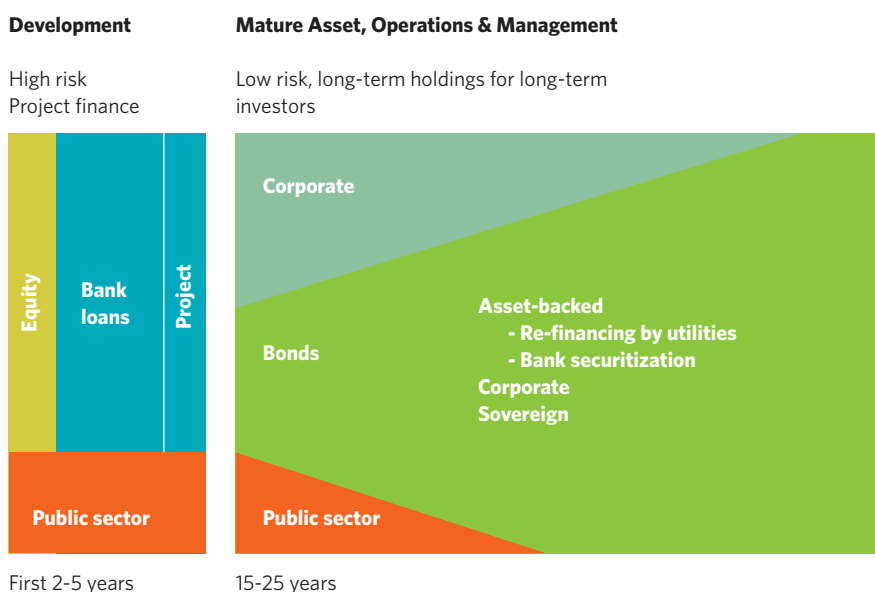 Development
Mature Asset, Operations & Management
High risk
Project finance
Low risk, long-term holdings for long-term
investors
Equity
Bank
loans
Project
Public sector
Corporate
Bonds
Asset-backed
- Re-financing by utilities
- Bank securitization
Corporate
Sovereign
Public sector
First 2-5 years
15-25 years